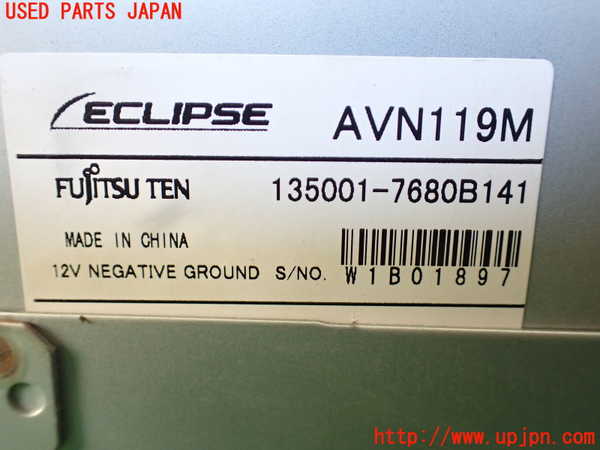 USED PARTS JAPAN
ECLIPSE AVN119M
FUJITSU TEN 135001-7680B141
MADE IN CHINA
12V NEGATIVE GROUND S/NO. W1B01897
http://www.upjpn.com/